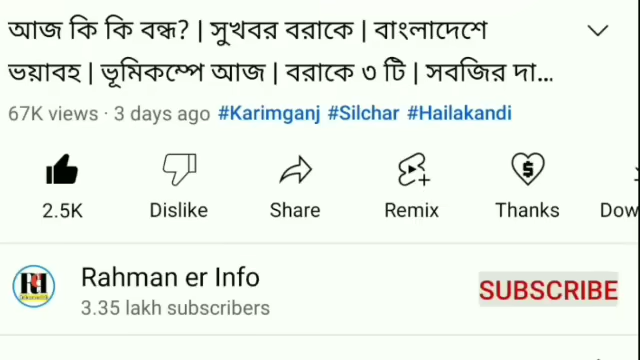 আজ কি কি বন্ধ? | সুখবর বরাকে | বাংলাদেশে
ভয়াবহ | ভূমিকম্পে আজ | বরাকে ৩ টি | সবজির দা...
67K views · 3 days ago #Karimganj #Silchar #Hailakandi
2.5K Dislike Share Remix Thanks Dow
Rahman er Info
SUBSCRIBE
3.35 lakh subscribers